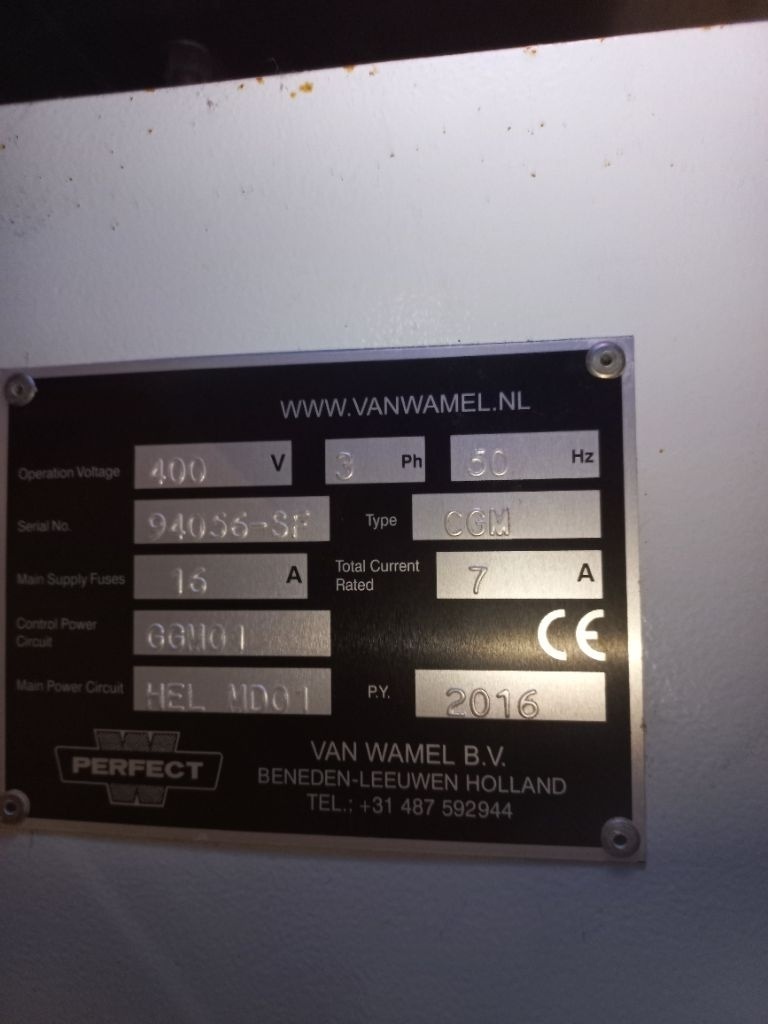 WWW.VANWAMEL.NL
Operation Voltage 400 V 3 Ph 50 Hz
Serial No. 94056-SF Type CGM
Main Supply Fuses 16 A Total Current Rated 7 A
Control Power Circuit GGM01 CE
Main Power Circuit HEL MD01 P.Y. 2016
W
PERFECT
VAN WAMEL B.V.
BENEDEN-LEEUWEN HOLLAND
TEL.: +31 487 592944